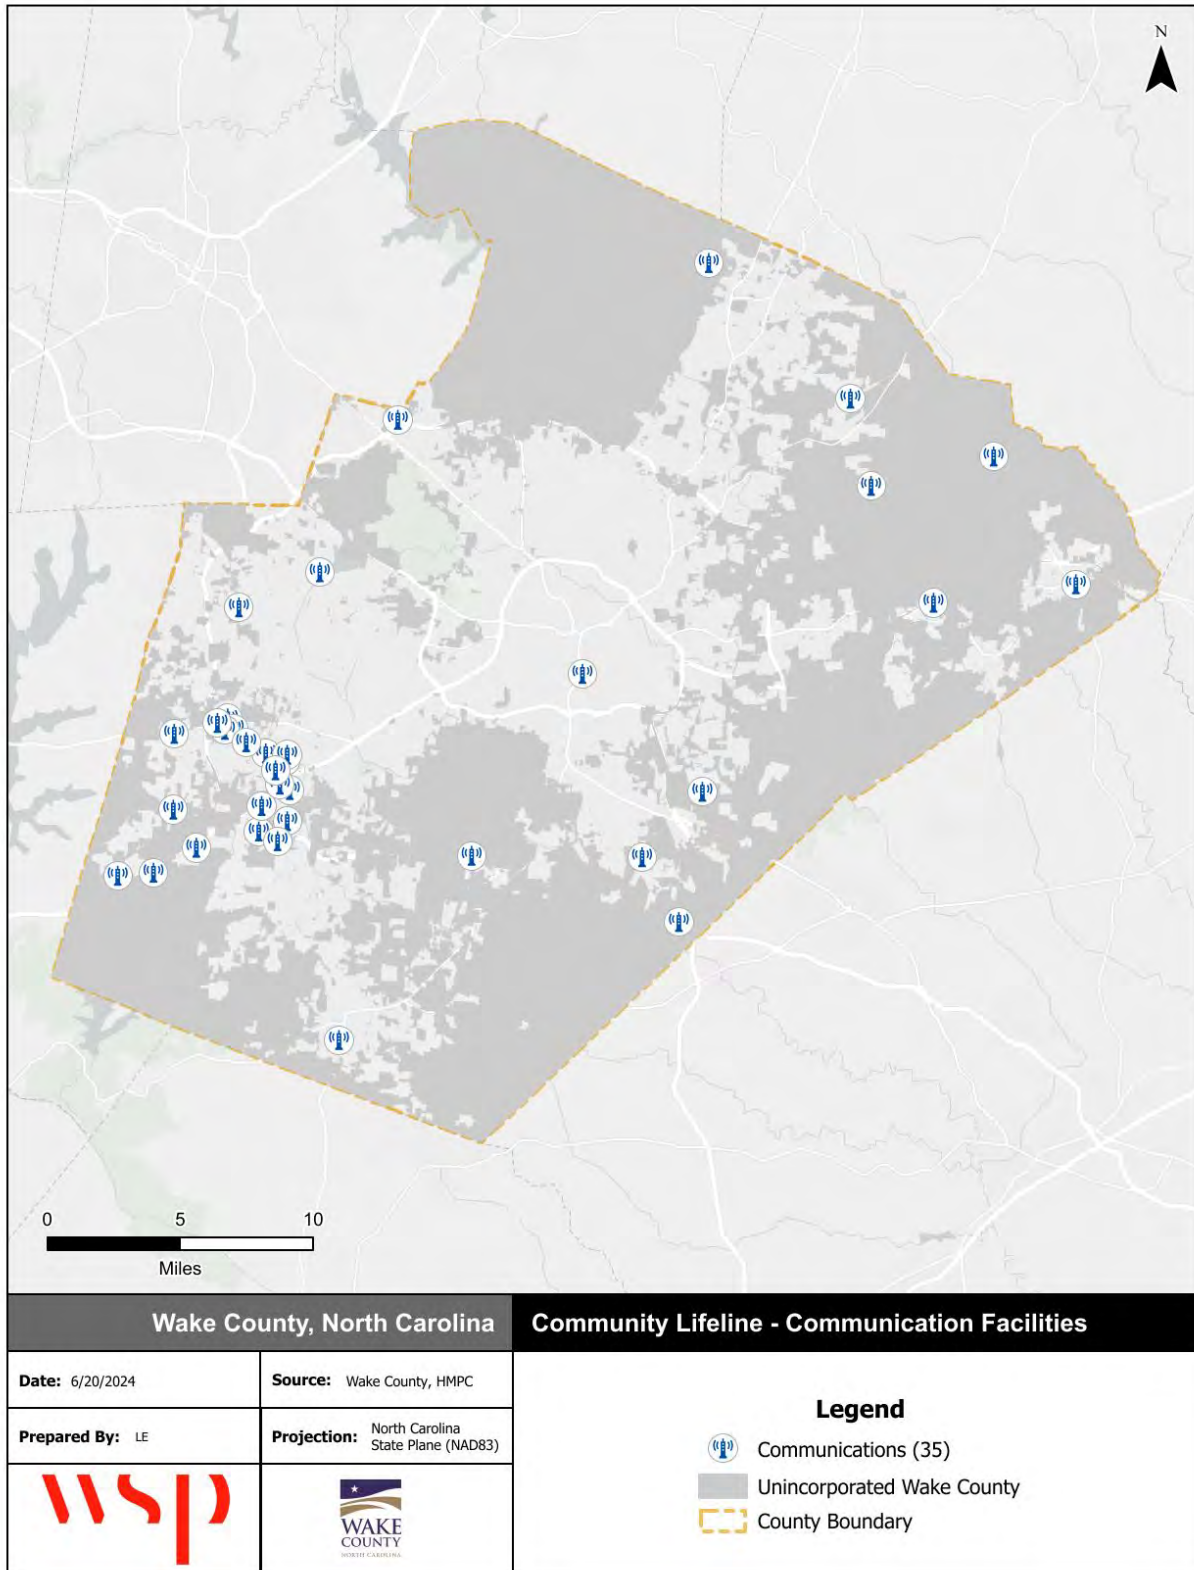 N
0 5 10
Miles
Wake County, North Carolina
Community Lifeline - Communication Facilities
Date: 6/20/2024
Source: Wake County, HMPC
Prepared By: LE
Projection: North Carolina
State Plane (NAD83)
wsp
WAKE
COUNTY
NORTH CAROLINA
Legend
Communications (35)
Unincorporated Wake County
County Boundary